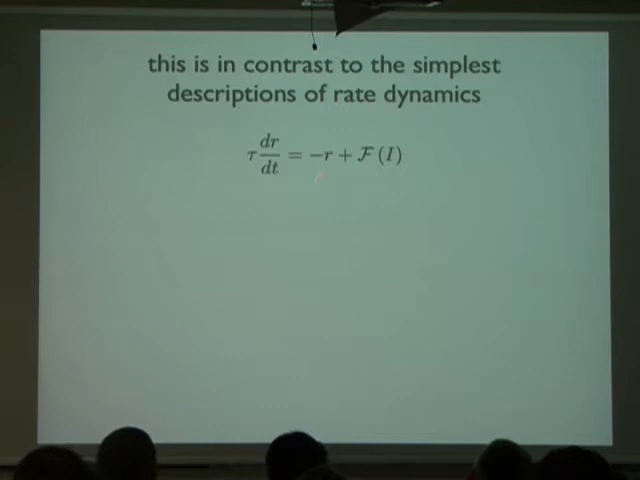 this is in contrast to the simplest
descriptions of rate dynamics
τ dr/dt = −r + F (I)